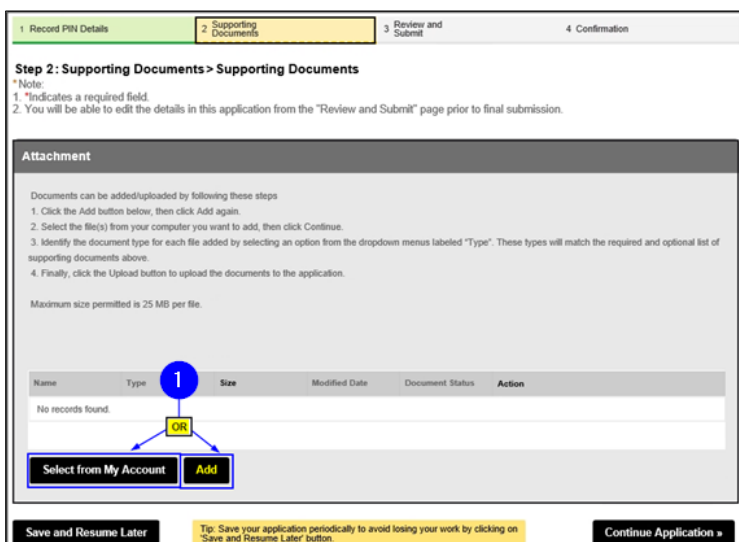 1 Record PIN Details
2 Supporting Documents
3 Review and Submit
4 Confirmation
Step 2: Supporting Documents > Supporting Documents
*Note:
1. *Indicates a required field.
2. You will be able to edit the details in this application from the "Review and Submit" page prior to final submission.
Attachment
Documents can be added/uploaded by following these steps
1. Click the Add button below, then click Add again.
2. Select the file(s) from your computer you want to add, then click Continue.
3. Identify the document type for each file added by selecting an option from the dropdown menus labeled "Type". These types will match the required and optional list of
supporting documents above.
4. Finally, click the Upload button to upload the documents to the application.
Maximum size permitted is 25 MB per file.
Name Type 1 Size Modified Date Document Status Action
No records found.
OR
Select from My Account Add
Save and Resume Later
Tip: Save your application periodically to avoid losing your work by clicking on
'Save and Resume Later' button.
Continue Application »